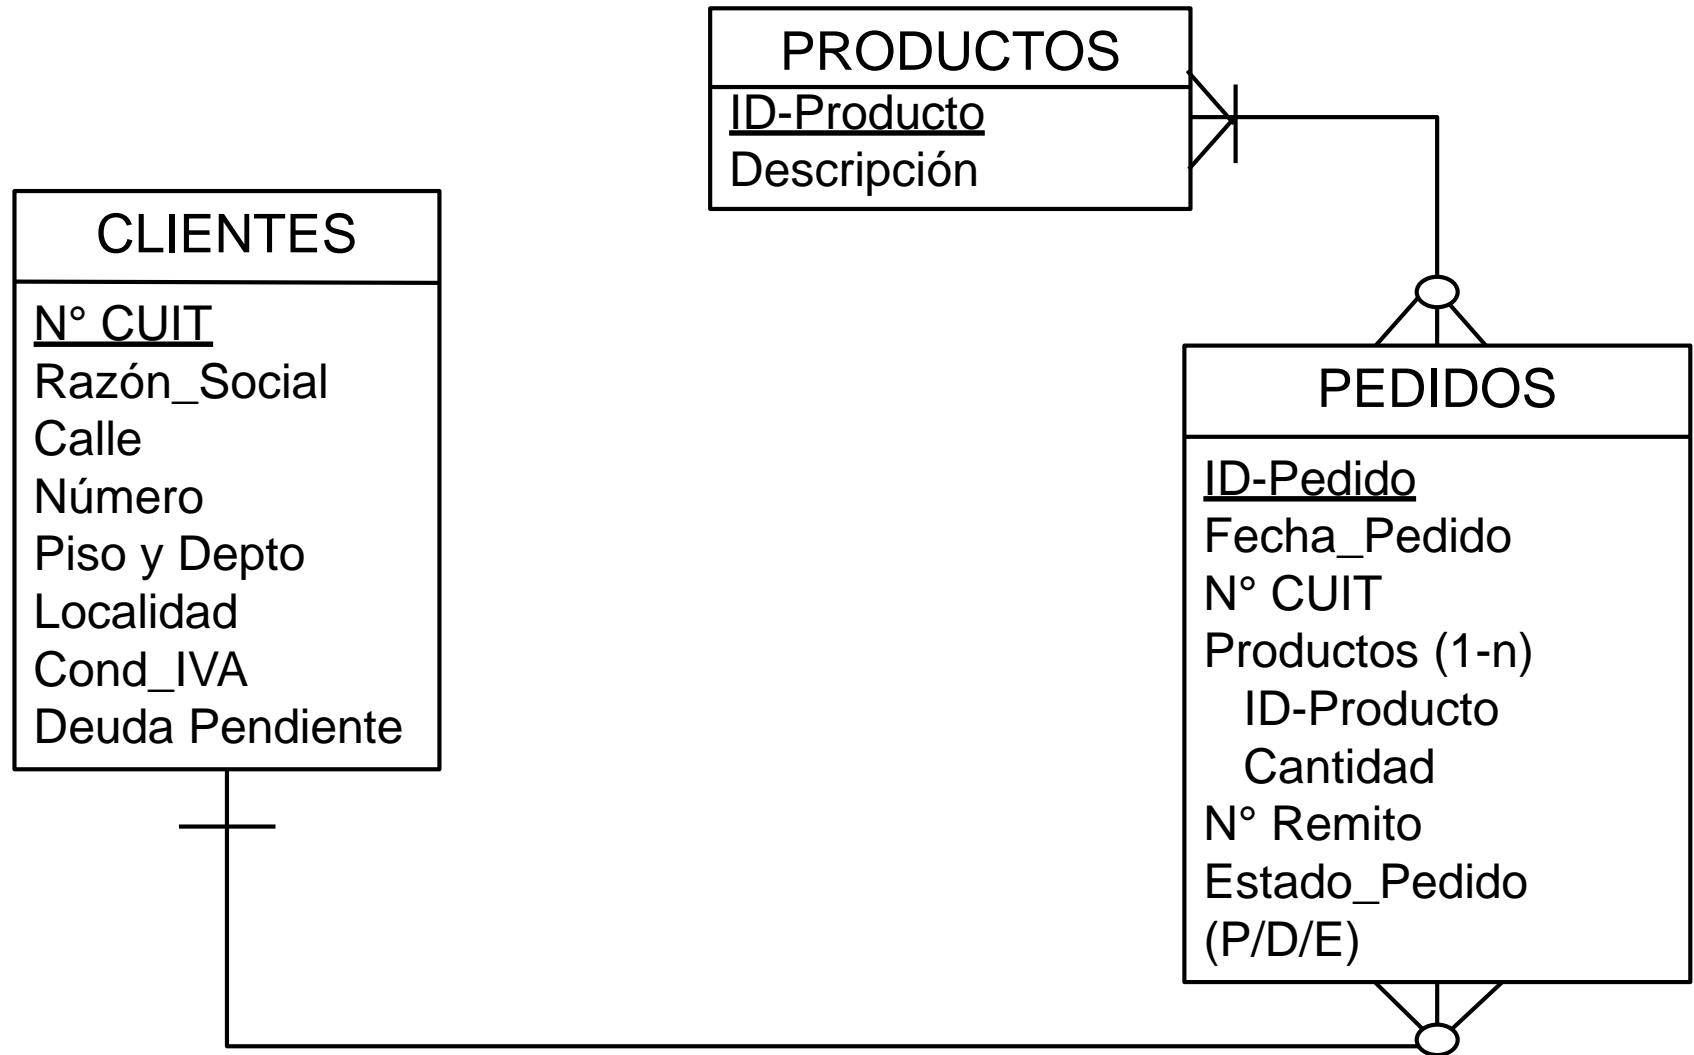 PRODUCTOS
ID-Producto
Descripción
CLIENTES
N° CUIT
Razón_Social
Calle
Número
Piso y Depto
Localidad
Cond_IVA
Deuda Pendiente
PEDIDOS
ID-Pedido
Fecha_Pedido
N° CUIT
Productos (1-n)
ID-Producto
Cantidad
N° Remito
Estado_Pedido
(P/D/E)